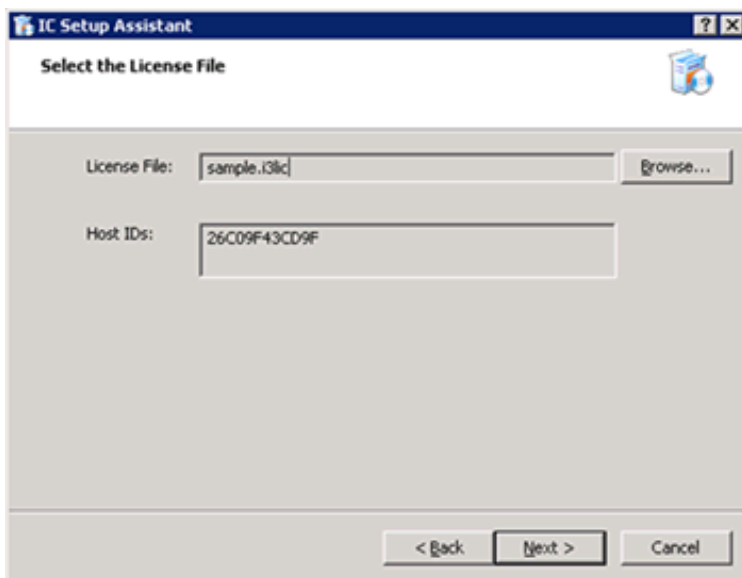 IC Setup Assistant
Select the License File
License File: sample.i3lic Browse...
Host IDs: 26C09F43CD9F
< Back Next > Cancel